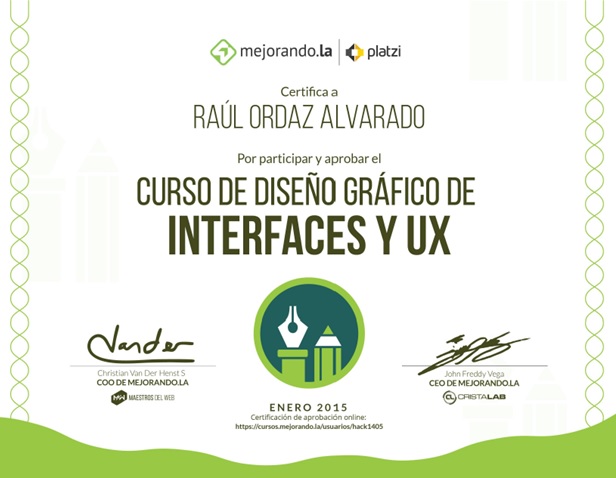 mejorando.la | platzi
Certifica a
RAÚL ORDAZ ALVARADO
Por participar y aprobar el
CURSO DE DISEÑO GRÁFICO DE
INTERFACES Y UX
Vander
Christian Van Der Henst S
COO DE MEJORANDO.LA
MAESTROS DEL WEB
John Freddy Vega
CEO DE MEJORANDO.LA
CRISTALAB
ENERO 2015
Certificación de aprobación online:
https://cursos.mejorando.la/usuarios/hack1405